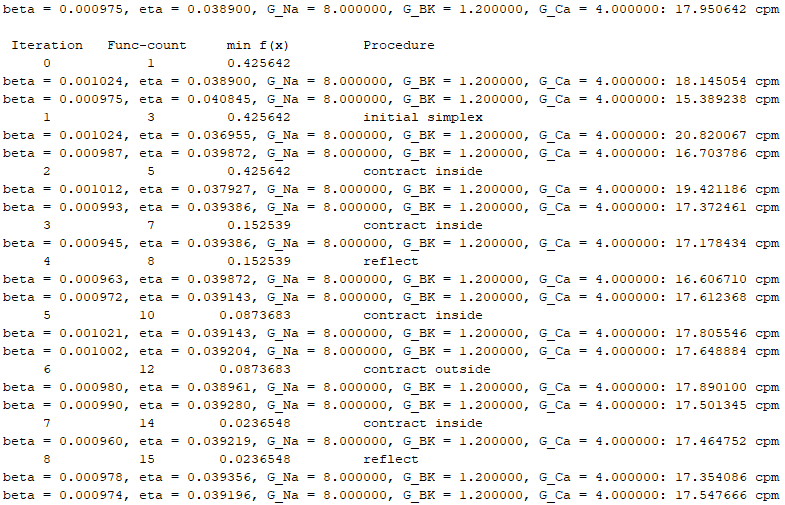 beta = 0.000975, eta = 0.038900, G_Na = 8.000000, G_BK = 1.200000, G_Ca = 4.000000: 17.950642 cpm
Iteration Func-count min f(x) Procedure
0 1 0.425642
beta = 0.001024, eta = 0.038900, G_Na = 8.000000, G_BK = 1.200000, G_Ca = 4.000000: 18.145054 cpm
beta = 0.000975, eta = 0.040845, G_Na = 8.000000, G_BK = 1.200000, G_Ca = 4.000000: 15.389238 cpm
1 3 0.425642 initial simplex
beta = 0.001024, eta = 0.036955, G_Na = 8.000000, G_BK = 1.200000, G_Ca = 4.000000: 20.820067 cpm
beta = 0.000987, eta = 0.039872, G_Na = 8.000000, G_BK = 1.200000, G_Ca = 4.000000: 16.703786 cpm
2 5 0.425642 contract inside
beta = 0.001012, eta = 0.037927, G_Na = 8.000000, G_BK = 1.200000, G_Ca = 4.000000: 19.421186 cpm
beta = 0.000993, eta = 0.039386, G_Na = 8.000000, G_BK = 1.200000, G_Ca = 4.000000: 17.372461 cpm
3 7 0.152539 contract inside
beta = 0.000945, eta = 0.039386, G_Na = 8.000000, G_BK = 1.200000, G_Ca = 4.000000: 17.178434 cpm
4 8 0.152539 reflect
beta = 0.000963, eta = 0.039872, G_Na = 8.000000, G_BK = 1.200000, G_Ca = 4.000000: 16.606710 cpm
beta = 0.000972, eta = 0.039143, G_Na = 8.000000, G_BK = 1.200000, G_Ca = 4.000000: 17.612368 cpm
5 10 0.0873683 contract inside
beta = 0.001021, eta = 0.039143, G_Na = 8.000000, G_BK = 1.200000, G_Ca = 4.000000: 17.805546 cpm
beta = 0.001002, eta = 0.039204, G_Na = 8.000000, G_BK = 1.200000, G_Ca = 4.000000: 17.648884 cpm
6 12 0.0873683 contract outside
beta = 0.000980, eta = 0.038961, G_Na = 8.000000, G_BK = 1.200000, G_Ca = 4.000000: 17.890100 cpm
beta = 0.000990, eta = 0.039280, G_Na = 8.000000, G_BK = 1.200000, G_Ca = 4.000000: 17.501345 cpm
7 14 0.0236548 contract inside
beta = 0.000960, eta = 0.039219, G_Na = 8.000000, G_BK = 1.200000, G_Ca = 4.000000: 17.464752 cpm
8 15 0.0236548 reflect
beta = 0.000978, eta = 0.039356, G_Na = 8.000000, G_BK = 1.200000, G_Ca = 4.000000: 17.354086 cpm
beta = 0.000974, eta = 0.039196, G_Na = 8.000000, G_BK = 1.200000, G_Ca = 4.000000: 17.547666 cpm